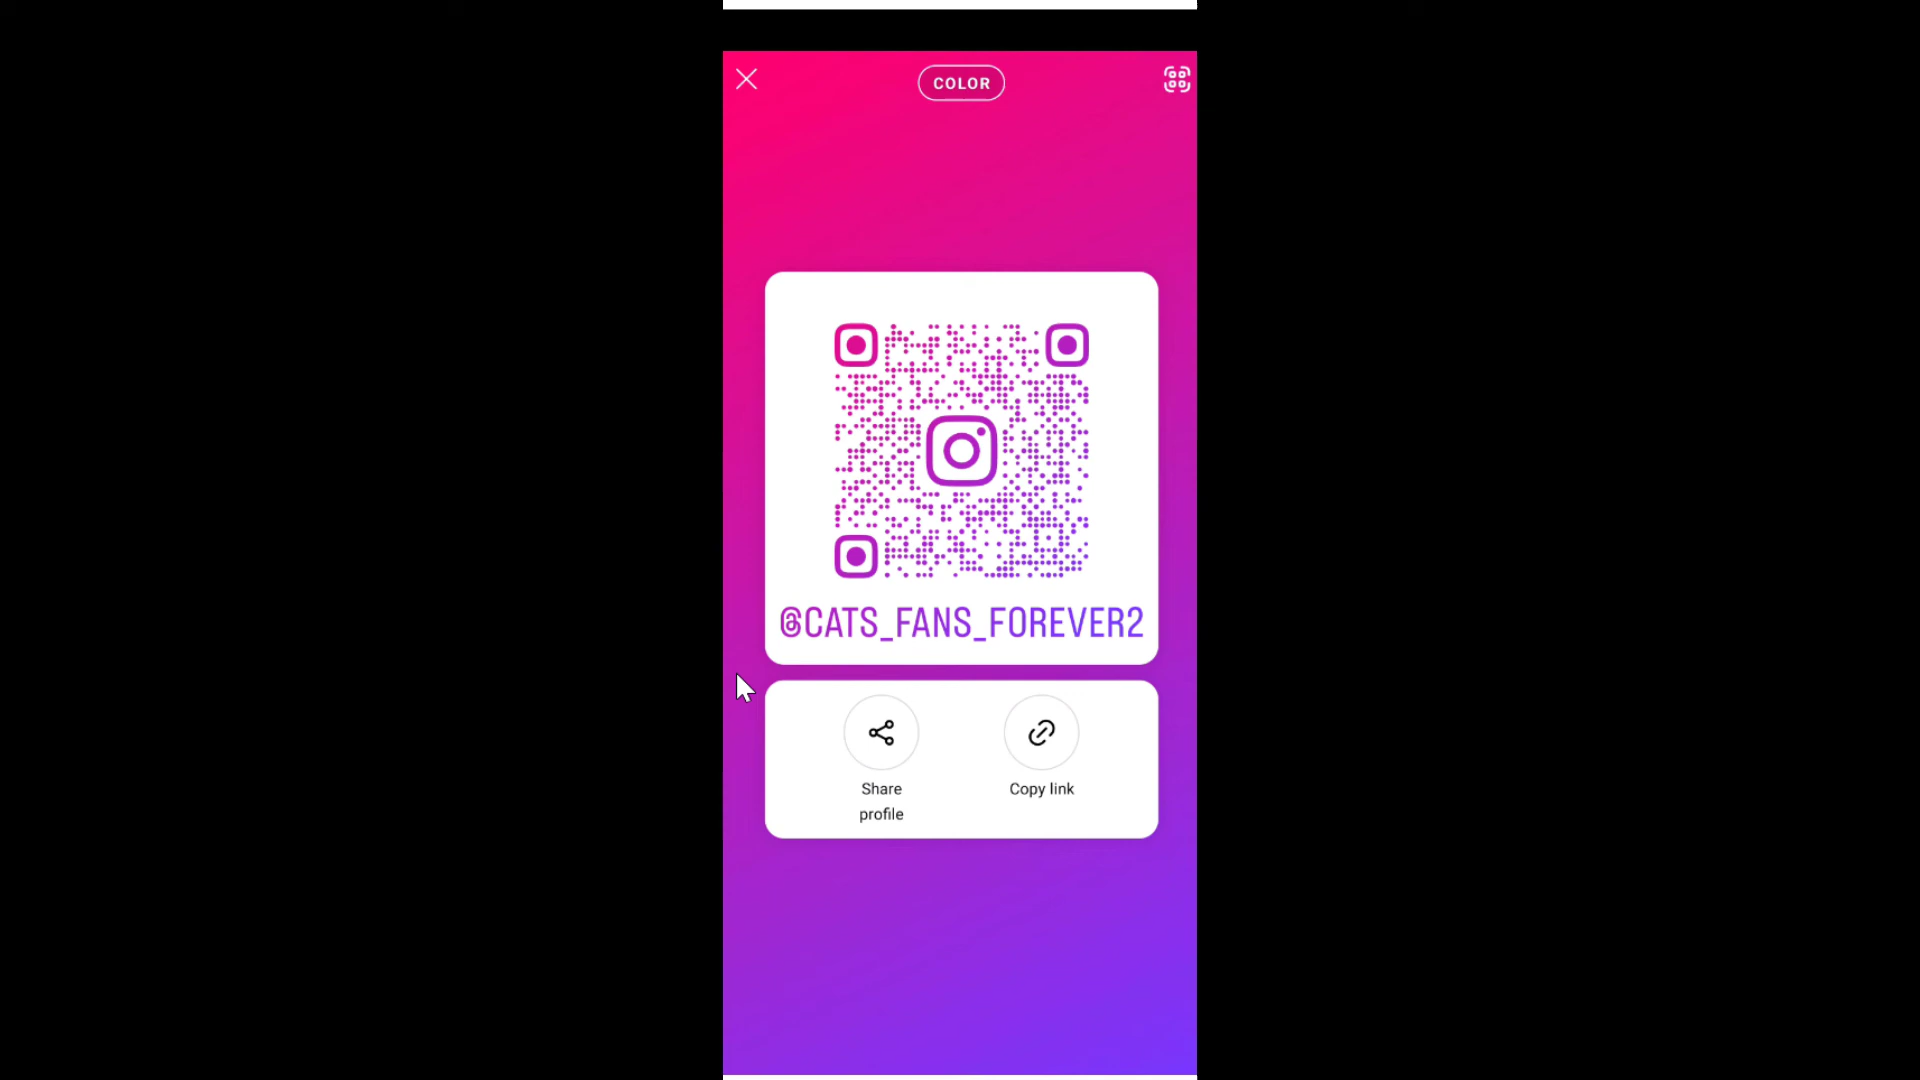 COLOR
@CATS_FANS_FOREVER2
Share
profile
Copy link